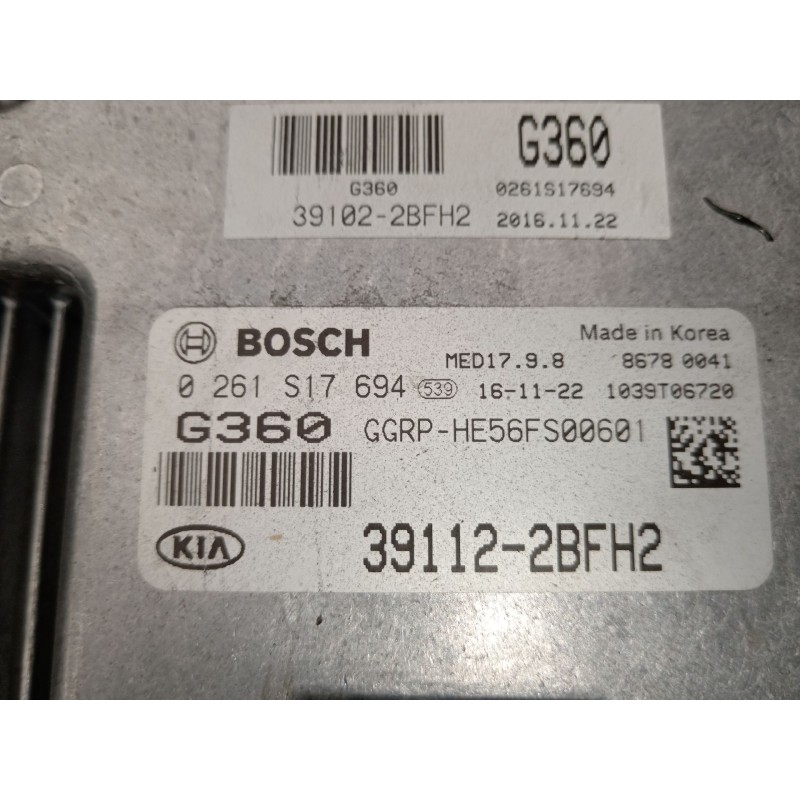 G360
G360 0261S17694
39102-2BFH2 2016.11.22
BOSCH Made in Korea
MED17.9.8 8678 0041
0 261 S17 694 539 16-11-22 1039T06720
G360 GGRP-HE56FS00601
KIA 39112-2BFH2